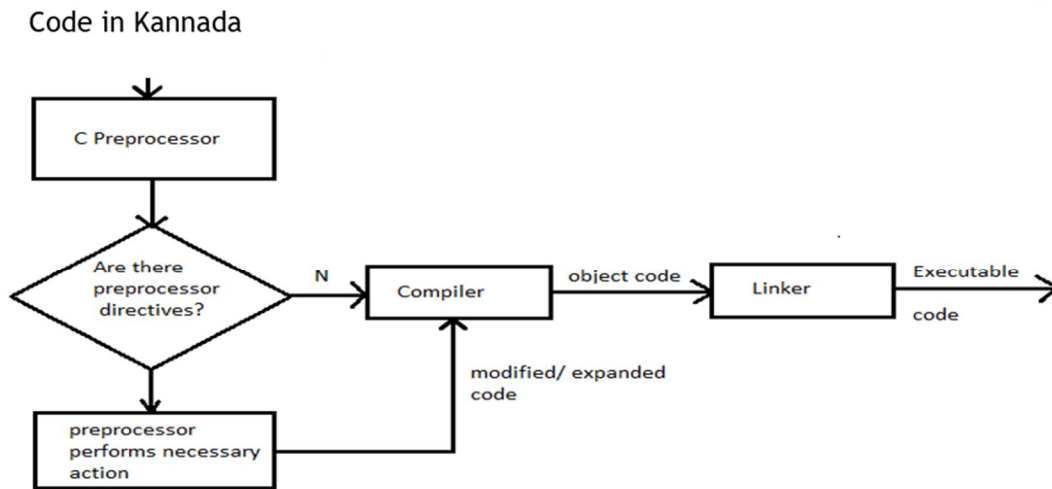 Code in Kannada
C Preprocessor
Are there
preprocessor
directives?
N
Compiler
object code
Linker
Executable
code
modified/ expanded
code
preprocessor
performs necessary
action